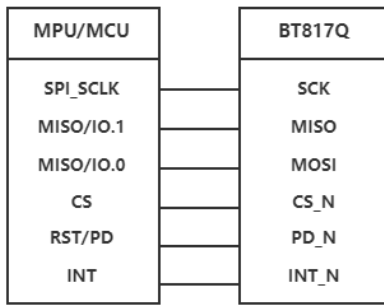 MPU/MCU BT817Q
SPI_SCLK SCK
MISO/IO.1 MISO
MISO/IO.0 MOSI
CS CS_N
RST/PD PD_N
INT INT_N